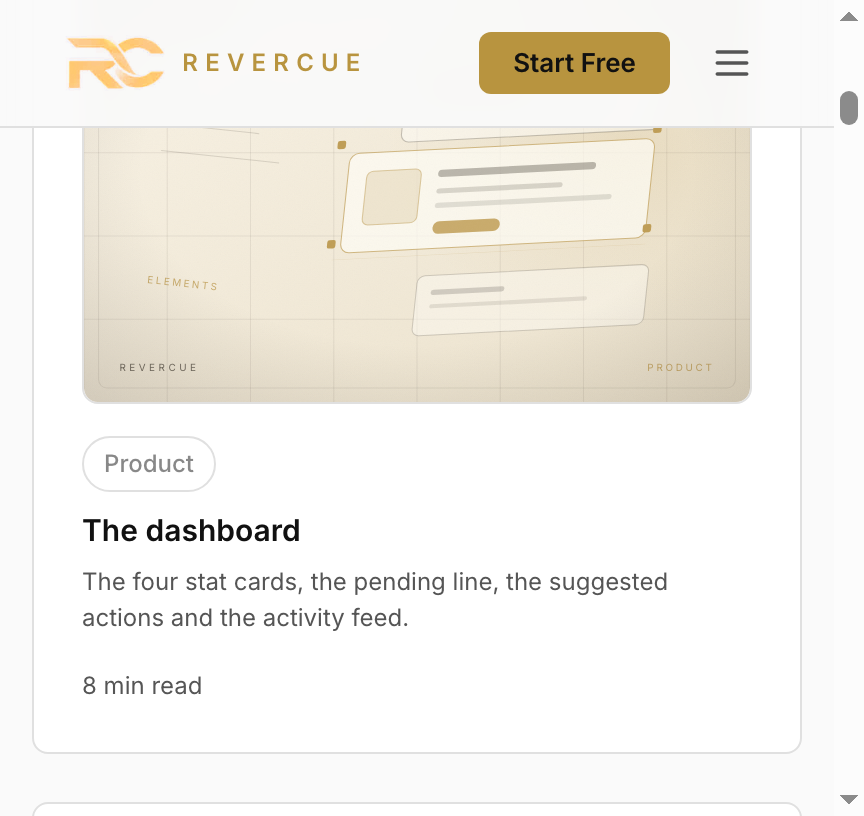 RC REVERCUE
Start Free
ELEMENTS
REVERCUE
PRODUCT
Product
The dashboard
The four stat cards, the pending line, the suggested
actions and the activity feed.
8 min read